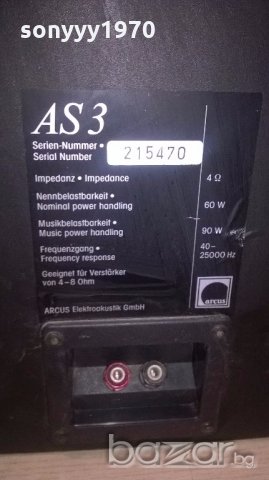 sonyyy1970
AS 3
Serien-Nummer •
Serial Number
215470
Impedanz • Impedance 4 Ω
Nennbelastbarkeit •
Nominal power handling 60 W
Musikbelastbarkeit •
Music power handling 90 W
Frequenzgang •
Frequency response 40–
25000 Hz
Geeignet für Verstärker
von 4–8 Ohm
arcus
ARCUS Elektroakustik GmbH
bazar.bg